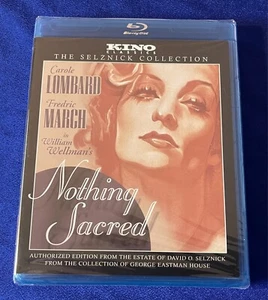 Blu-ray Disc
KINO
CLASSICS
THE SELZNICK COLLECTION
Carole
LOMBARD
Fredric
MARCH
in
William
Wellman's
Nothing
Sacred
AUTHORIZED EDITION FROM THE ESTATE OF DAVID O. SELZNICK
FROM THE COLLECTION OF GEORGE EASTMAN HOUSE